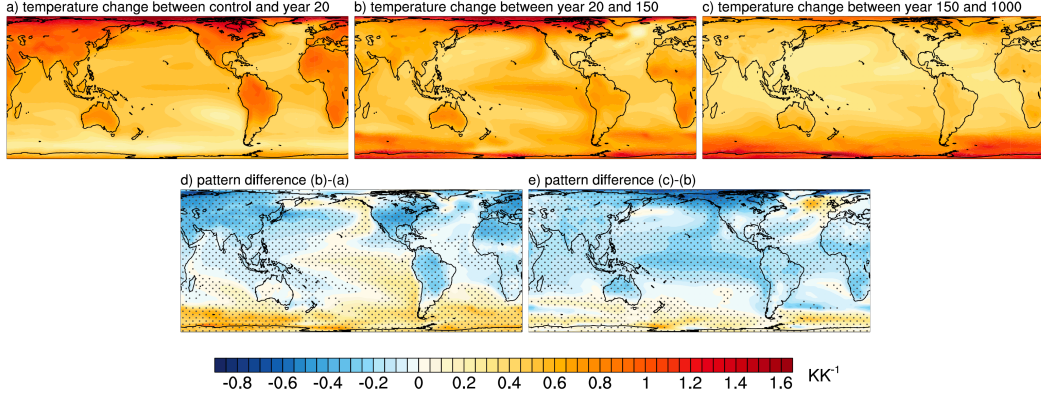 a) temperature change between control and year 20
b) temperature change between year 20 and 150
c) temperature change between year 150 and 1000
d) pattern difference (b)-(a)
e) pattern difference (c)-(b)
-0.8 -0.6 -0.4 -0.2 0 0.2 0.4 0.6 0.8 1 1.2 1.4 1.6 KK⁻¹